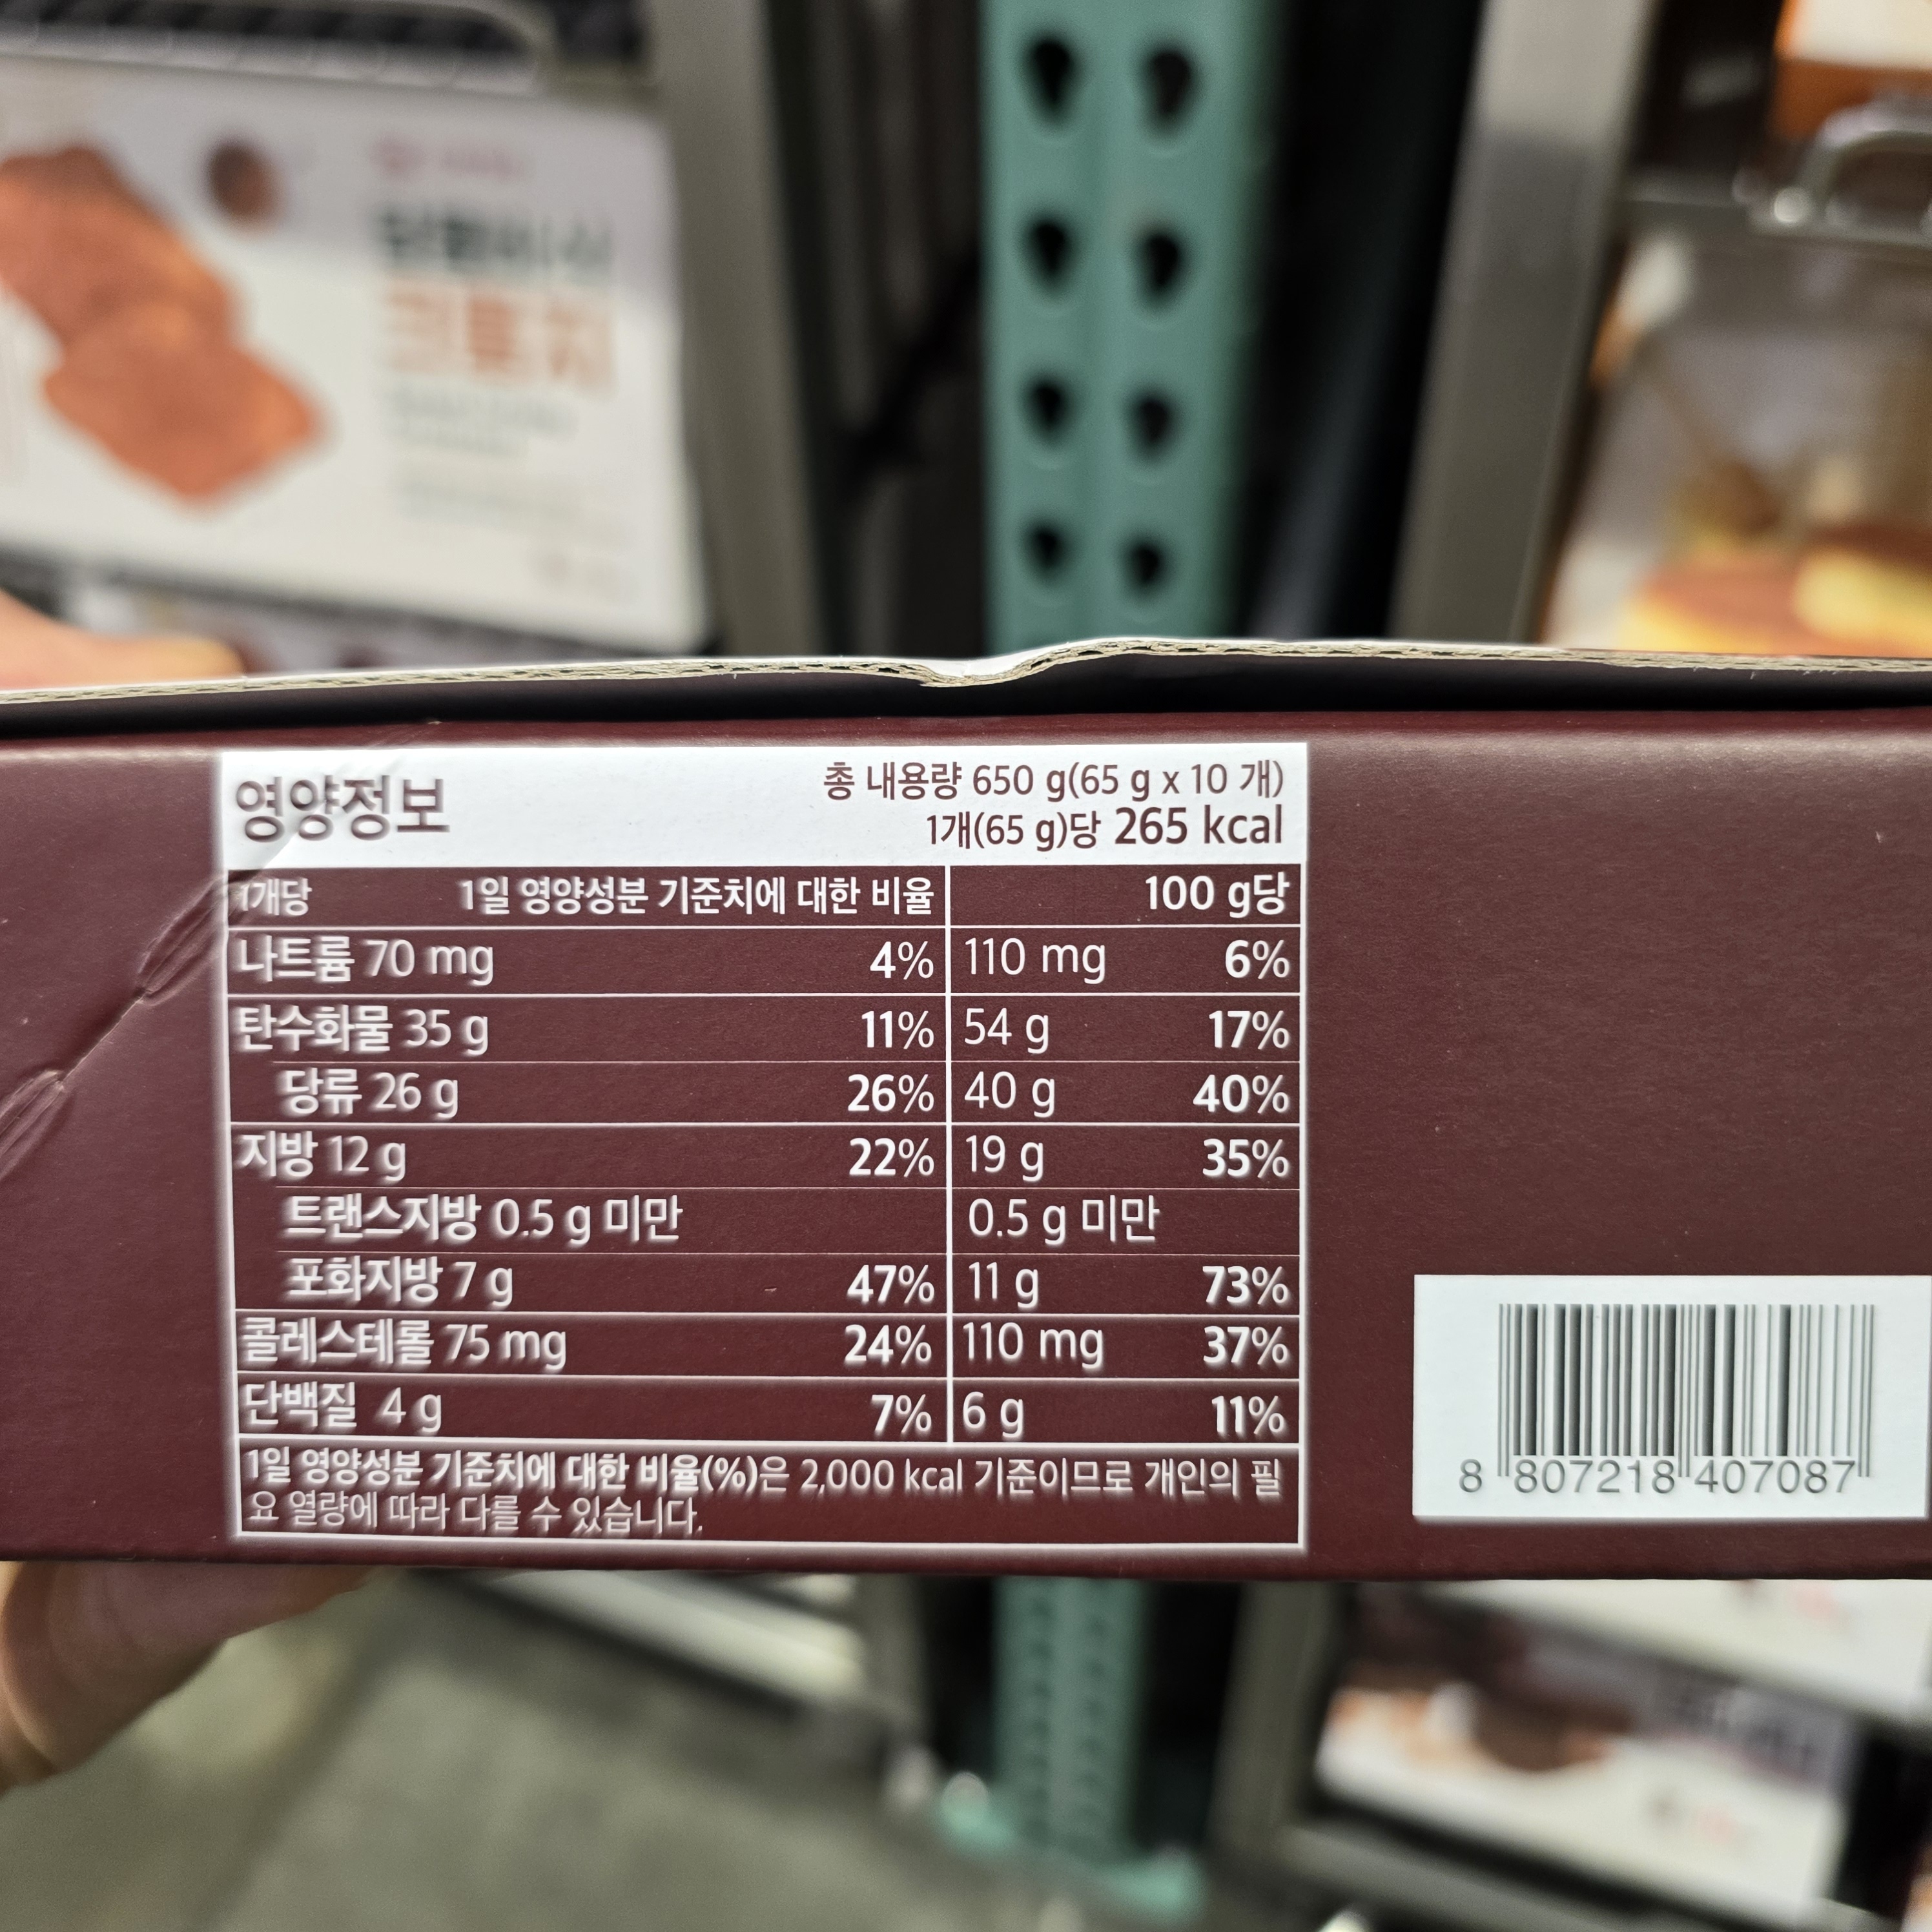 영양정보
총 내용량 650 g(65 g x 10 개)
1개(65 g)당 265 kcal
1개당 1일 영양성분 기준치에 대한 비율 100 g당
나트륨 70 mg 4% 110 mg 6%
탄수화물 35 g 11% 54 g 17%
당류 26 g 26% 40 g 40%
지방 12 g 22% 19 g 35%
트랜스지방 0.5 g 미만 0.5 g 미만
포화지방 7 g 47% 11 g 73%
콜레스테롤 75 mg 24% 110 mg 37%
단백질 4 g 7% 6 g 11%
1일 영양성분 기준치에 대한 비율(%)은 2,000 kcal 기준이므로 개인의 필
요 열량에 따라 다를 수 있습니다.
8 807218 407087